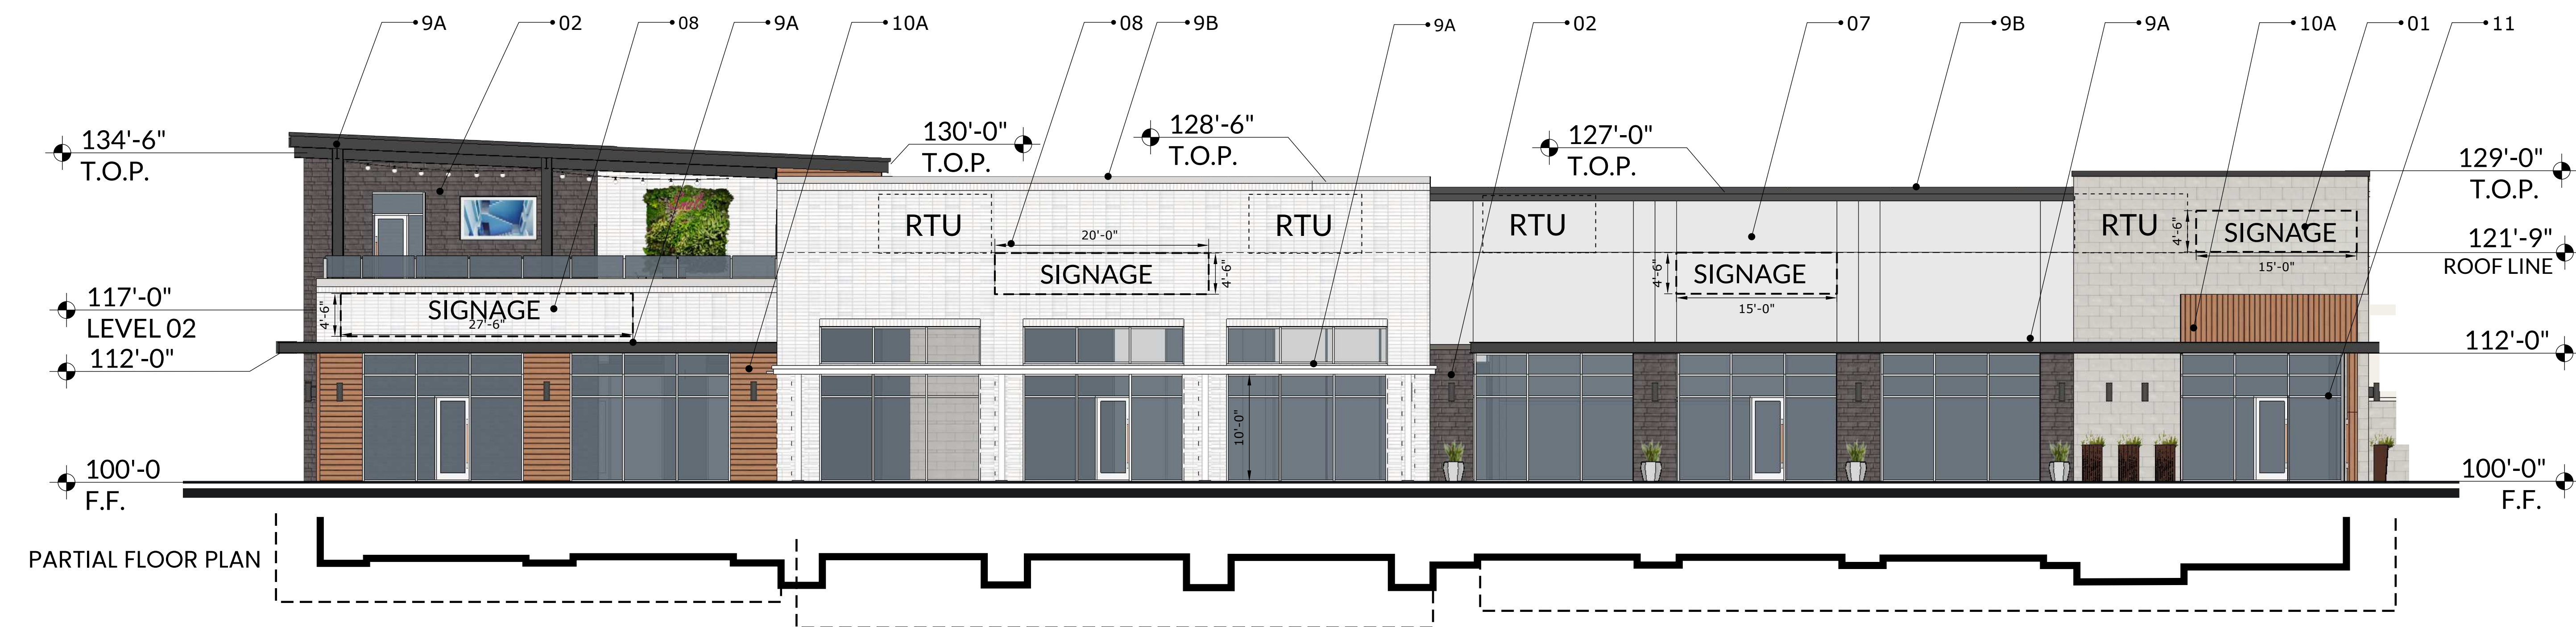 9A
02
08
9A
10A
08
9B
9A
02
07
9B
9A
10A
01
11
134'-6"
T.O.P.
130'-0"
T.O.P.
128'-6"
T.O.P.
127'-0"
T.O.P.
129'-0"
T.O.P.
RTU
RTU
RTU
RTU
4'-6"
SIGNAGE
15'-0"
121'-9"
ROOF LINE
20'-0"
SIGNAGE
4'-6"
4'-6"
SIGNAGE
15'-0"
117'-0"
LEVEL 02
4'-6"
SIGNAGE
27'-6"
112'-0"
112'-0"
10'-0"
100'-0
F.F.
100'-0"
F.F.
PARTIAL FLOOR PLAN